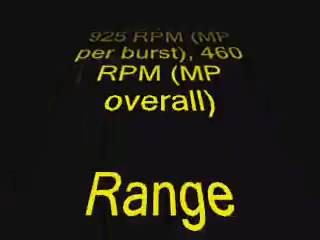 925 RPM (MP
per burst), 460
RPM (MP
overall)
Range